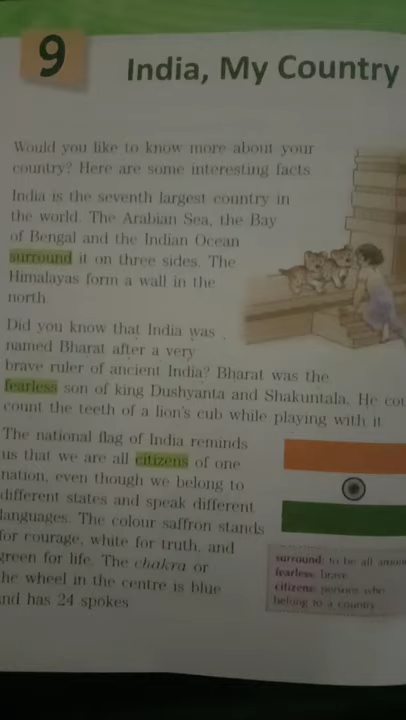 9
India, My Country
Would you like to know more about your
country? Here are some interesting facts
India is the seventh largest country in
the world. The Arabian Sea, the Bay
of Bengal and the Indian Ocean
surround it on three sides. The
Himalayas form a wall in the
north.
Did you know that India was
named Bharat after a very
brave ruler of ancient India? Bharat was the
fearless son of king Dushyanta and Shakuntala. He
count the teeth of a lion's cub while playing with it
The national flag of India reminds
us that we are all citizens of one
nation, even though we belong to
different states and speak different
languages. The colour saffron stands
for courage, white for truth, and
green for life. The chakra or
the wheel in the centre is blue
and has 24 spokes
surround: to be all
fearless: brave
citizens: persons who
belong to a country